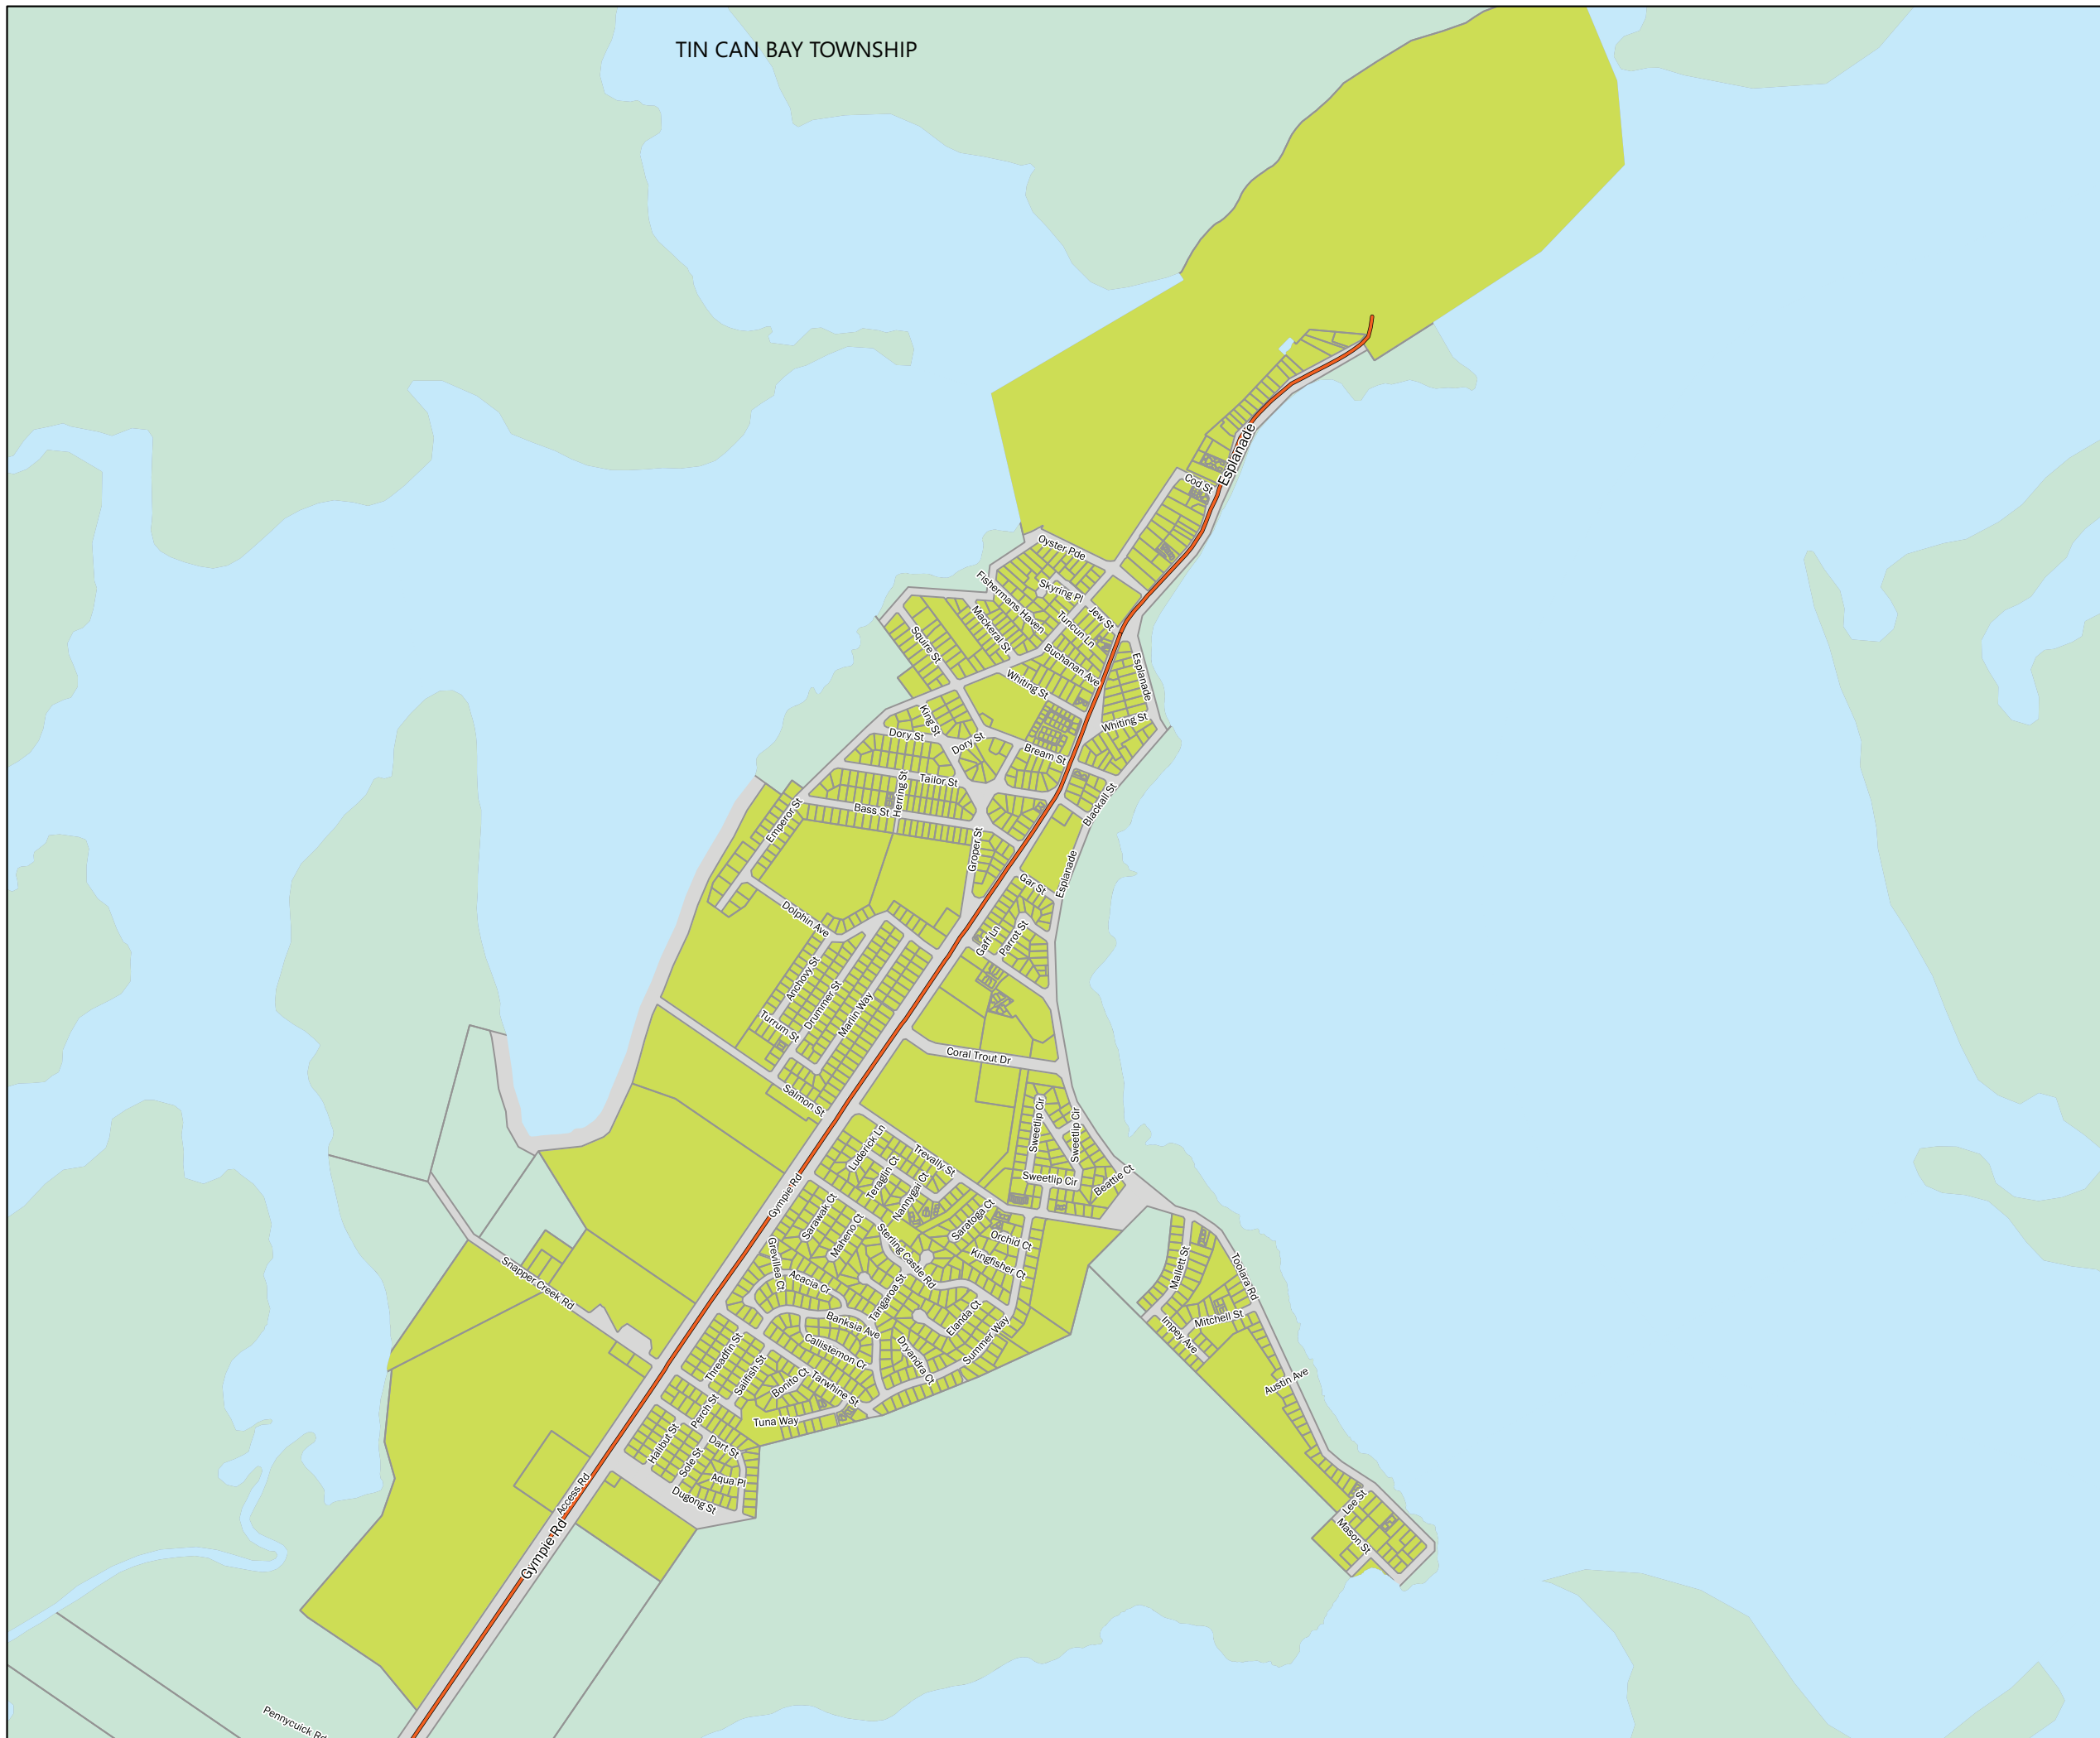 TIN CAN BAY TOWNSHIP
Esplanade
Cod St
Oyster Pde
Skyring Pl
Fishermans Haven
Jew St
Tuncun Ln
Mackeral St
Squire St
Buchanan Ave
Esplanade
Whiting St
King St
Whiting St
Dory St
Dory St
Bream St
Tailor St
Herring St
Blackall St
Bass St
Emperor St
Groper St
Esplanade
Gar St
Dolphin Ave
Gaff Ln
Parrot St
Anchovy St
Drummer St
Marlin Way
Turrum St
Coral Trout Dr
Salmon St
Sweetlip Cir
Sweetlip Cir
Luderick Ln
Trevally St
Teraglin Ct
Sweetlip Cir
Beattie Ct
Nannygai Ct
Gympie Rd
Sarawak Ct
Saratoga Ct
Maheno Ct
Orchid Ct
Sterling Castle Rd
Grevillea Ct
Kingfisher Ct
Mallett St
Toolara Rd
Snapper Creek Rd
Acacia Cr
Tangaroa St
Elanda Ct
Mitchell St
Banksia Ave
Impey Ave
Summer Way
Callistemon Cr
Dryandra Ct
Threadfin St
Sailfish St
Bonito Ct
Tarwhine St
Austin Ave
Perch St
Tuna Way
Halibut St
Dart St
Sole St
Aqua Pl
Access Rd
Dugong St
Lee St
Mason St
Gympie Rd
Pennycuick Rd